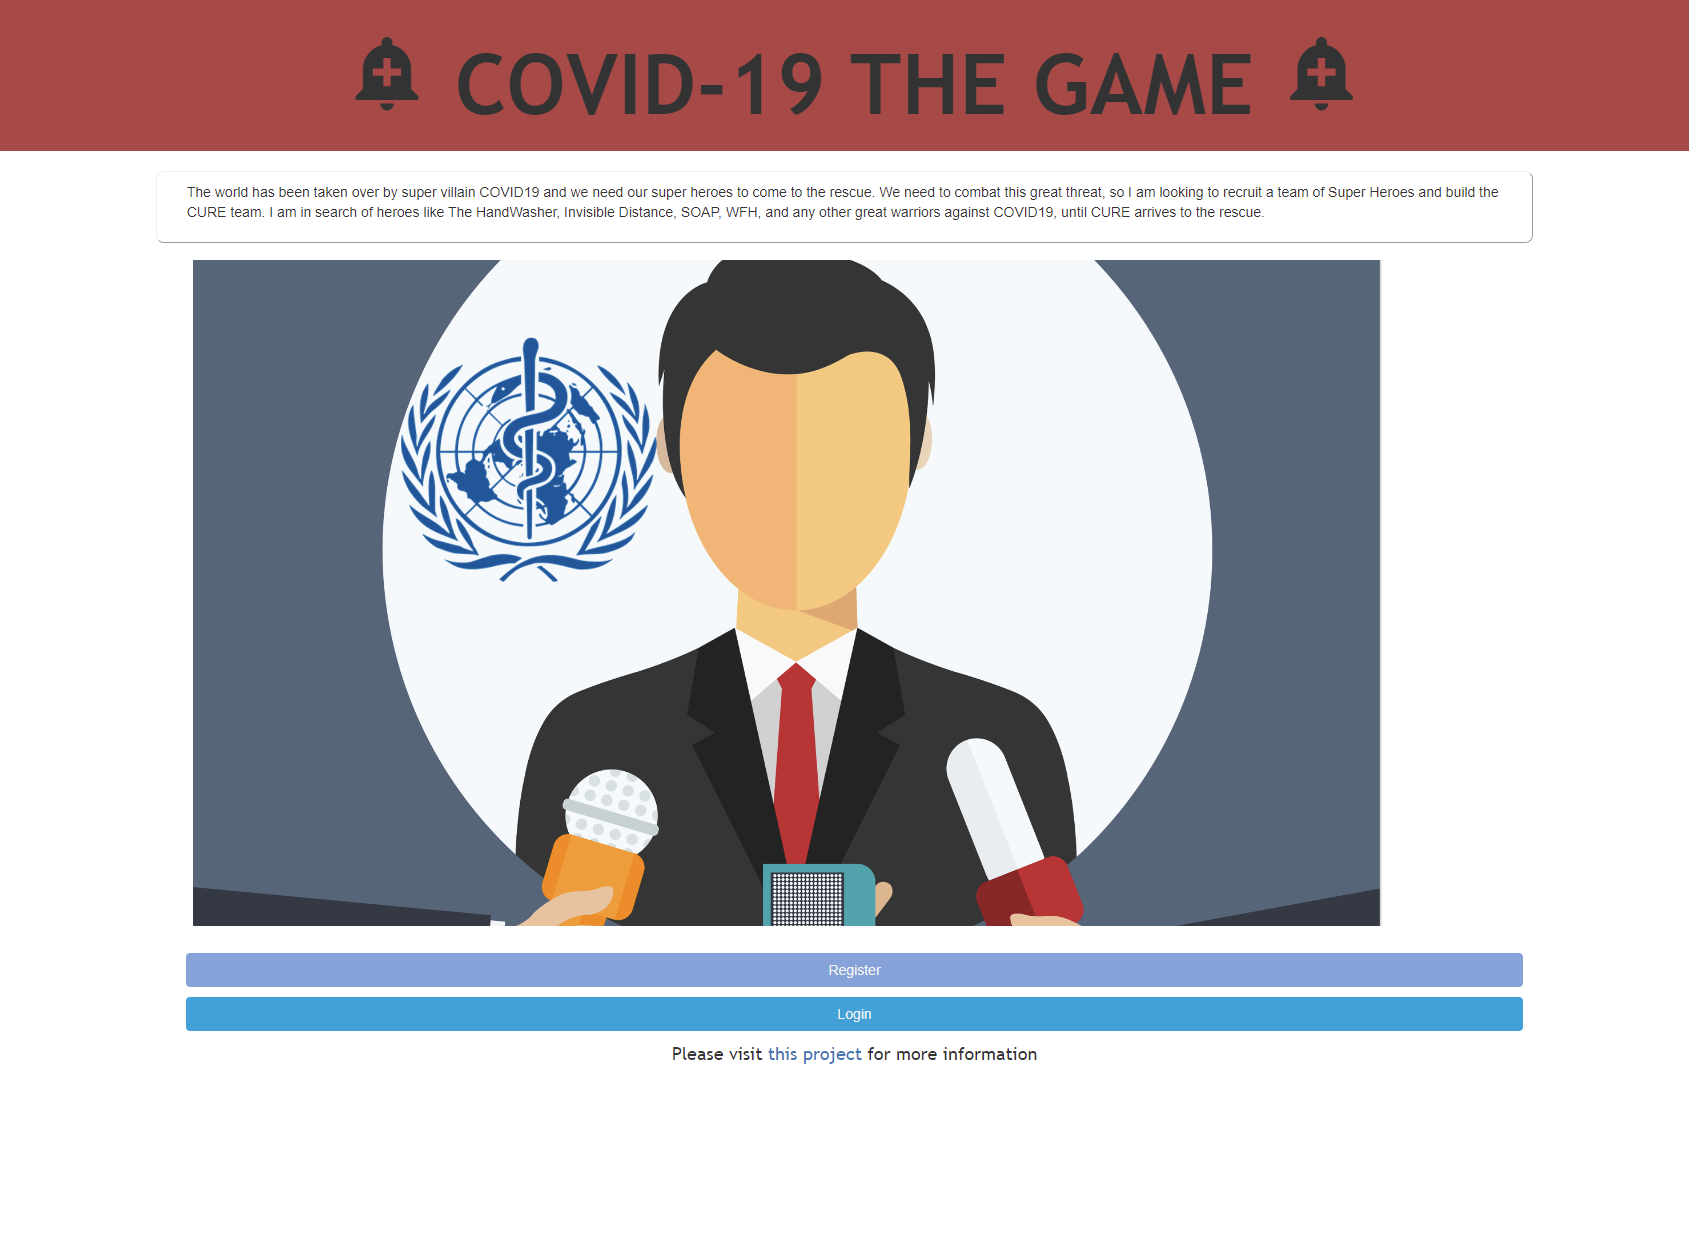 COVID-19 THE GAME
The world has been taken over by super villain COVID19 and we need our super heroes to come to the rescue. We need to combat this great threat, so I am looking to recruit a team of Super Heroes and build the
CURE team. I am in search of heroes like The HandWasher, Invisible Distance, SOAP, WFH, and any other great warriors against COVID19, until CURE arrives to the rescue.
Register
Login
Please visit this project for more information